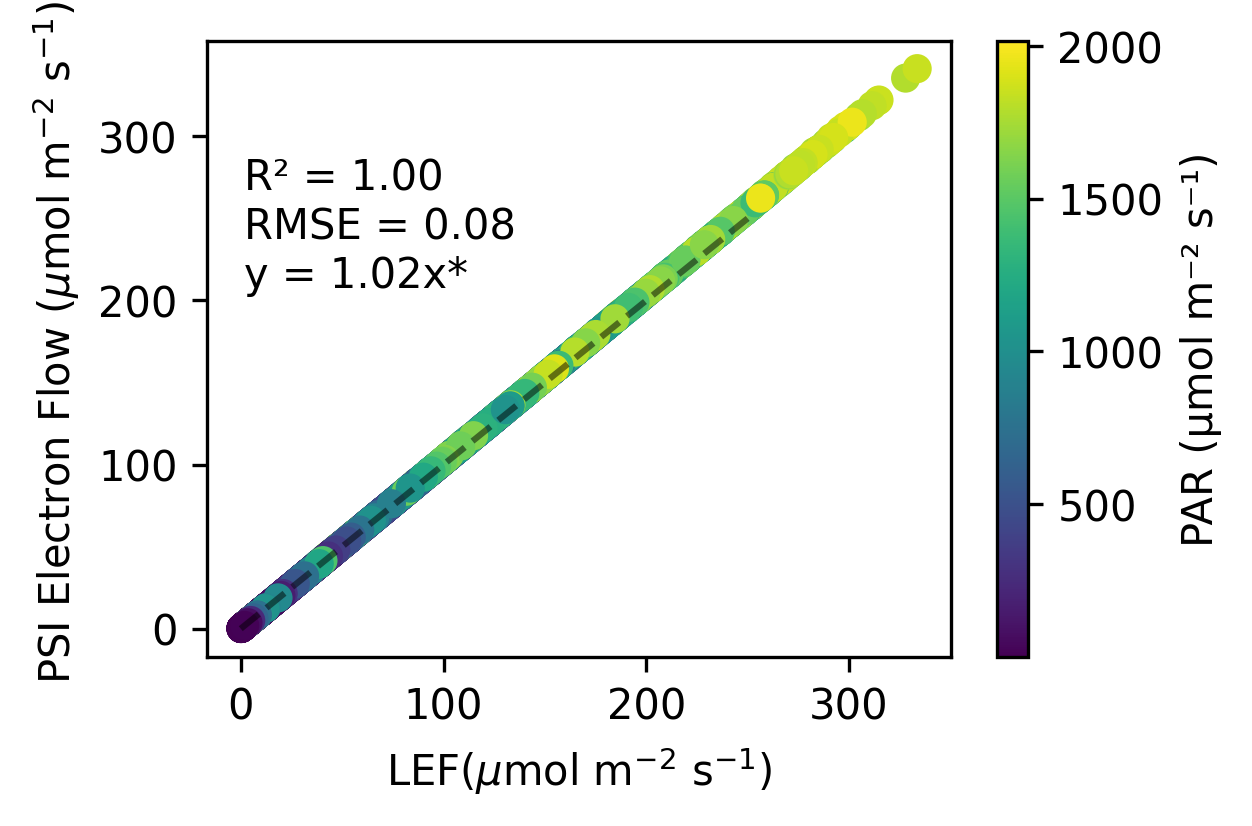 PSI Electron Flow (μmol m⁻² s⁻¹)
300
200
100
0
R² = 1.00
RMSE = 0.08
y = 1.02x*
0 100 200 300
LEF(μmol m⁻² s⁻¹)
2000
1500
1000
500
PAR (μmol m⁻² s⁻¹)